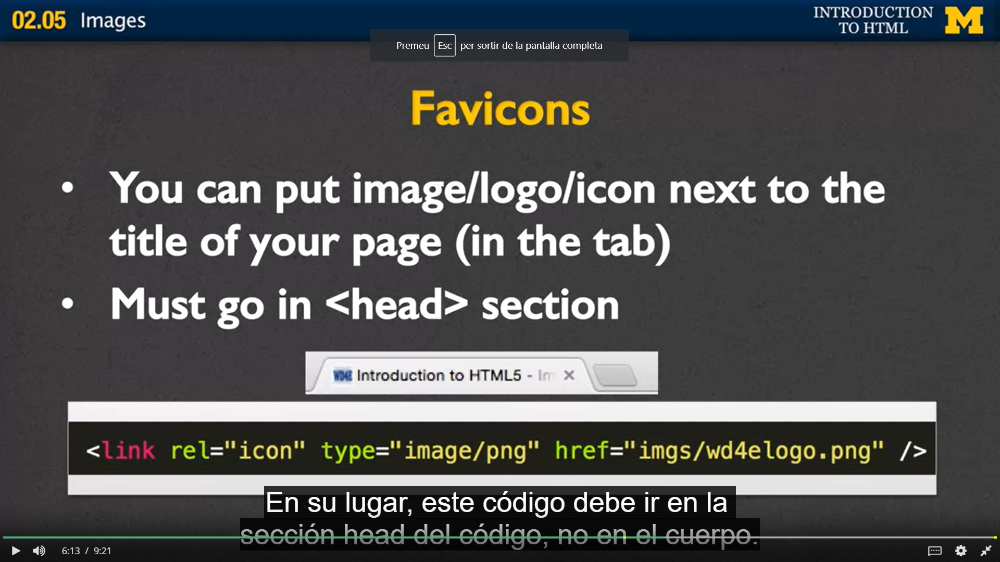 02.05 Images
INTRODUCTION
TO HTML
M
Premeu Esc per sortir de la pantalla completa
Favicons
• You can put image/logo/icon next to the
title of your page (in the tab)
• Must go in <head> section
WD4E Introduction to HTML5 - Im
<link rel="icon" type="image/png" href="imgs/wd4elogo.png" />
En su lugar, este código debe ir en la
sección head del código, no en el cuerpo.
6:13 / 9:21